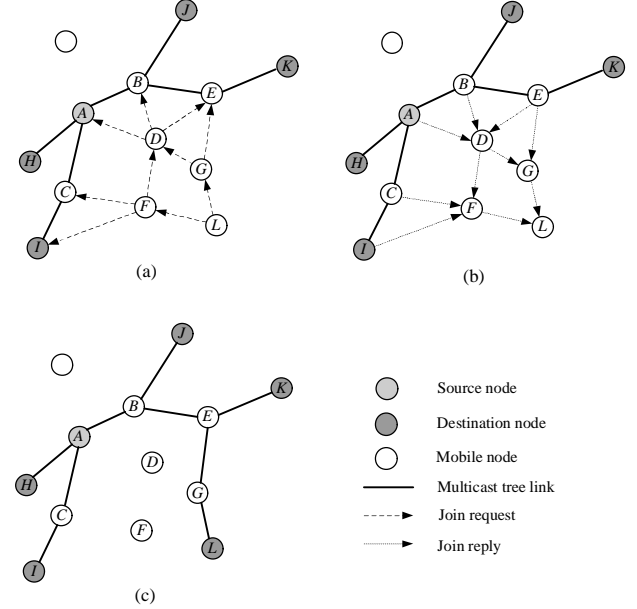 J
K
B
E
A
D
H
G
C
F
L
I
(a)
J
K
B
E
A
D
H
G
C
F
L
I
(b)
J
K
B
E
A
D
H
G
C
F
L
I
(c)
Source node
Destination node
Mobile node
Multicast tree link
Join request
Join reply